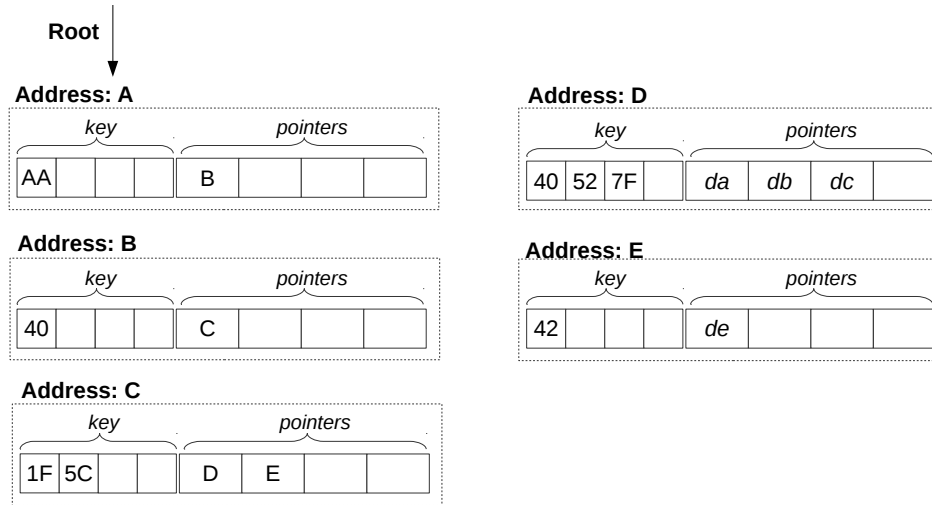 Root
Address: A
key pointers
AA B
Address: B
key pointers
40 C
Address: C
key pointers
1F 5C D E
Address: D
key pointers
40 52 7F da db dc
Address: E
key pointers
42 de